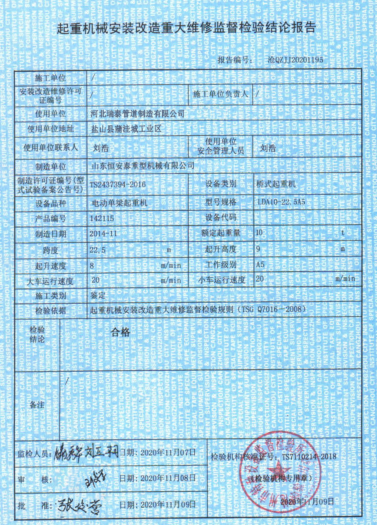 起重机械安装改造重大维修监督检验结论报告
报告编号: 沧QZJJ20201195
施工单位 /
安装改造维修许可证编号 / 施工单位负责人 /
使用单位 河北瑞泰管道制造有限公司
使用单位地址 盐山县蒲洼城工业区
使用单位联系人 刘浩 使用单位安全管理人员 刘浩
制造单位 山东恒安泰重型机械有限公司
制造许可证编号(型式试验备案公告号) TS2437394-2016 设备类别 桥式起重机
设备品种 电动单梁起重机 型号规格 LDA10-22.5A5
产品编号 142115 设备代码
制造日期 2014-11 额定起重量 10 t
跨度 22.5 m 起升高度 9 m
起升速度 8 m/min 工作级别 A5
大车运行速度 20 m/min 小车运行速度 20 m/min
施工类别 鉴定
检验依据 起重机械安装改造重大维修监督检验规则(TSG Q7016-2008)
检验结论 合格
备注 /
监检人员: 日期: 2020年11月07日
检验机构核准证号: TS7110214-2018
审 核: 日期: 2020年11月08日
(检验机构专用章)
批 准: 日期: 2020年11月09日
2020年11月09日